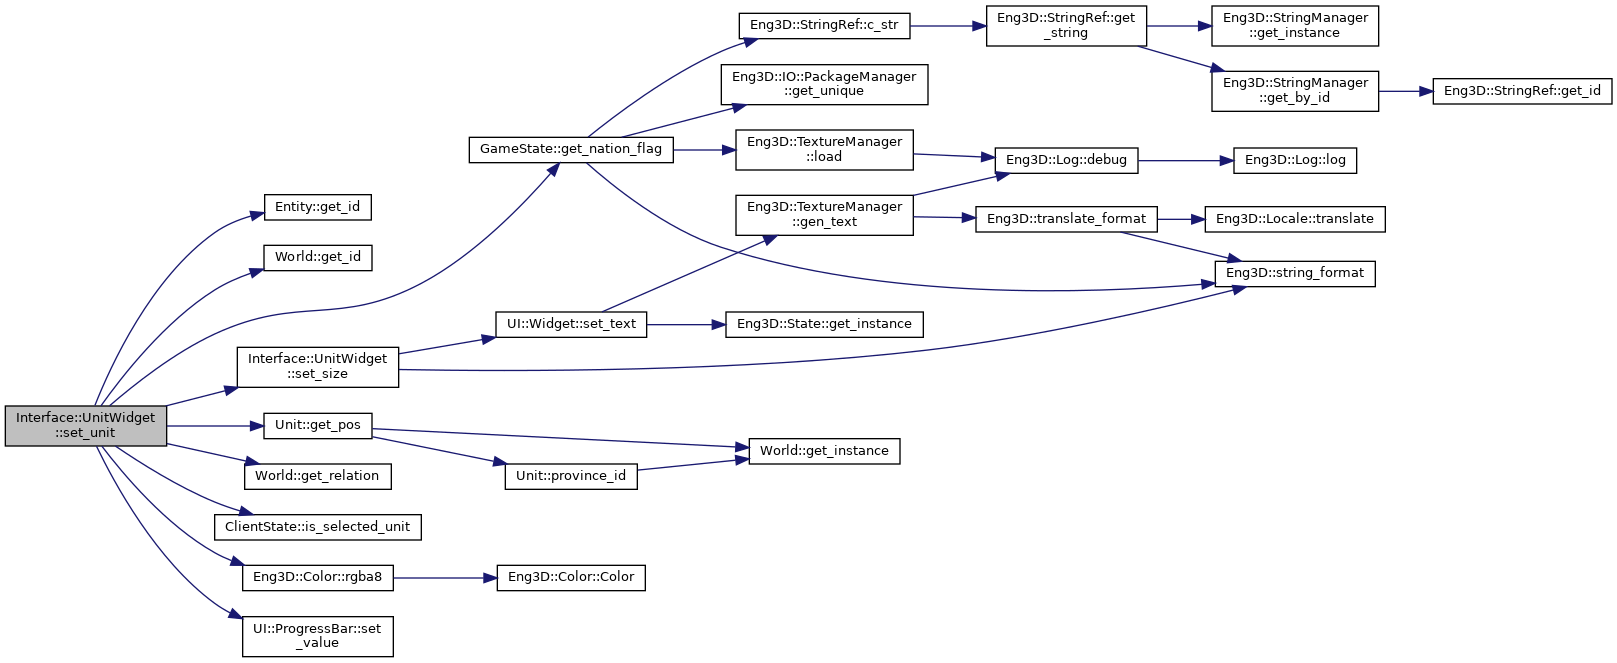 Interface::UnitWidget
::set_unit
Entity::get_id
World::get_id
GameState::get_nation_flag
Eng3D::StringRef::c_str
Eng3D::StringRef::get
_string
Eng3D::StringManager
::get_instance
Eng3D::StringManager
::get_by_id
Eng3D::StringRef::get_id
Eng3D::IO::PackageManager
::get_unique
Eng3D::TextureManager
::load
Eng3D::Log::debug
Eng3D::Log::log
Eng3D::TextureManager
::gen_text
Eng3D::translate_format
Eng3D::Locale::translate
Eng3D::string_format
Interface::UnitWidget
::set_size
UI::Widget::set_text
Eng3D::State::get_instance
Unit::get_pos
World::get_instance
Unit::province_id
World::get_relation
ClientState::is_selected_unit
Eng3D::Color::rgba8
Eng3D::Color::Color
UI::ProgressBar::set
_value